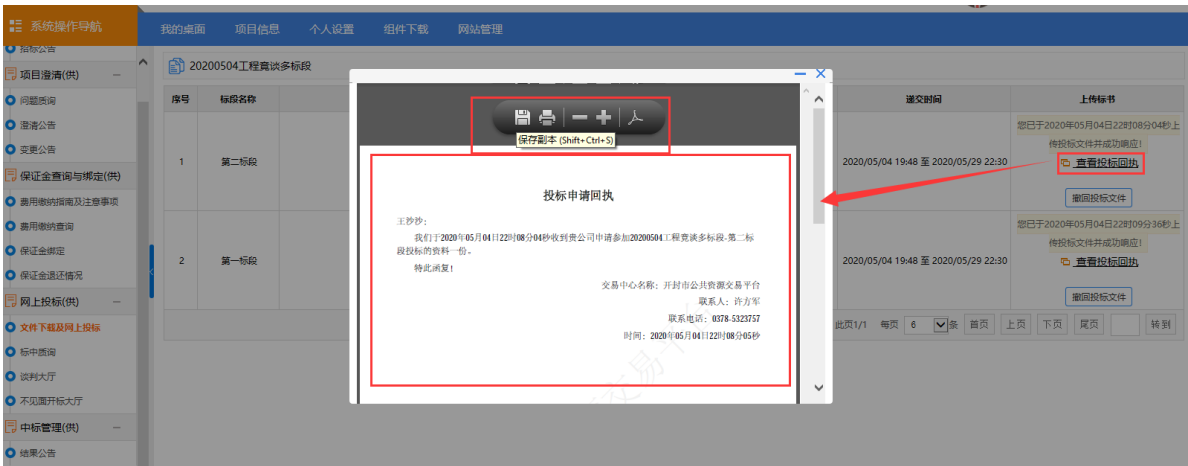 系统操作导航
我的桌面 项目信息 个人设置 组件下载 网站管理
招标公告
项目澄清(供)
问题质询
澄清公告
变更公告
保证金查询与绑定(供)
费用缴纳指南及注意事项
费用缴纳查询
保证金绑定
保证金退还情况
网上投标(供)
文件下载及网上投标
标中质询
谈判大厅
不见面开标大厅
中标管理(供)
结果公告
20200504工程竟谈多标段
序号 标段名称 递交时间 上传标书
1 第二标段 2020/05/04 19:48 至 2020/05/29 22:30
您已于2020年05月04日22时08分04秒上
传投标文件并成功响应!
查看投标回执
撤回投标文件
2 第一标段 2020/05/04 19:48 至 2020/05/29 22:30
您已于2020年05月04日22时09分36秒上
传投标文件并成功响应!
查看投标回执
撤回投标文件
此页1/1 每页 6 条 首页 上页 下页 尾页 转到
保存副本 (Shift+Ctrl+S)
投标申请回执
王沙沙:
我们于2020年05月04日22时08分04秒收到贵公司申请参加20200504工程竟谈多标段-第二标
段投标的资料一份。
特此函复!
交易中心名称:开封市公共资源交易平台
联系人:许方军
联系电话:0378-5323757
时间:2020年05月04日22时08分05秒